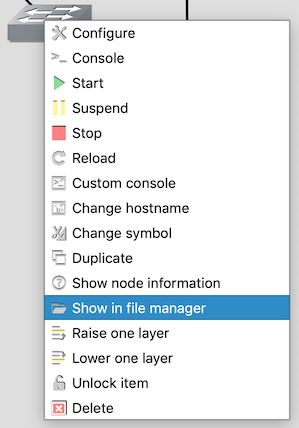 Configure
Console
Start
Suspend
Stop
Reload
Custom console
Change hostname
Change symbol
Duplicate
Show node information
Show in file manager
Raise one layer
Lower one layer
Unlock item
Delete